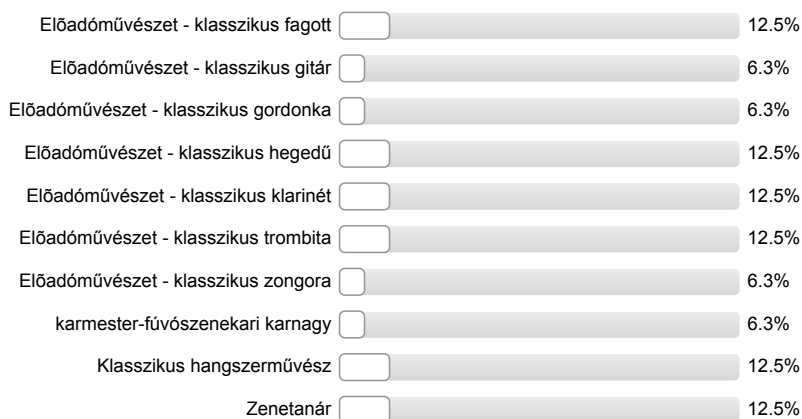 Elõadóművészet - klasszikus fagott 12.5%
Elõadóművészet - klasszikus gitár 6.3%
Elõadóművészet - klasszikus gordonka 6.3%
Elõadóművészet - klasszikus hegedű 12.5%
Elõadóművészet - klasszikus klarinét 12.5%
Elõadóművészet - klasszikus trombita 12.5%
Elõadóművészet - klasszikus zongora 6.3%
karmester-fúvószenekari karnagy 6.3%
Klasszikus hangszerművész 12.5%
Zenetanár 12.5%